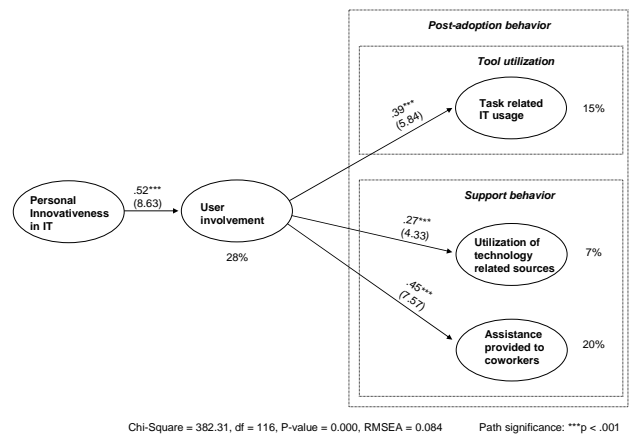 Post-adoption behavior
Tool utilization
Task related
IT usage
15%
.39***
(5.84)
Personal
Innovativeness
in IT
.52***
(8.63)
User
involvement
28%
Support behavior
.27***
(4.33)
Utilization of
technology
related sources
7%
.45***
(7.57)
Assistance
provided to
coworkers
20%
Chi-Square = 382.31, df = 116, P-value = 0.000, RMSEA = 0.084
Path significance: ***p < .001